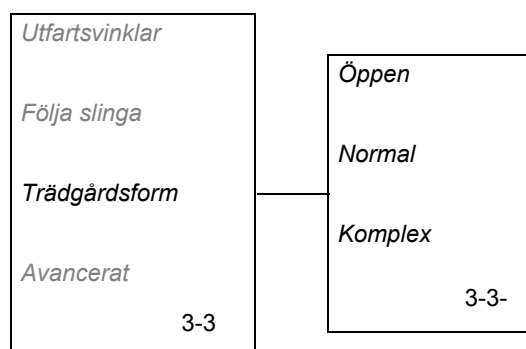 Utfartsvinklar
Följa slinga
Trädgårdsform
Avancerat
3-3
Öppen
Normal
Komplex
3-3-